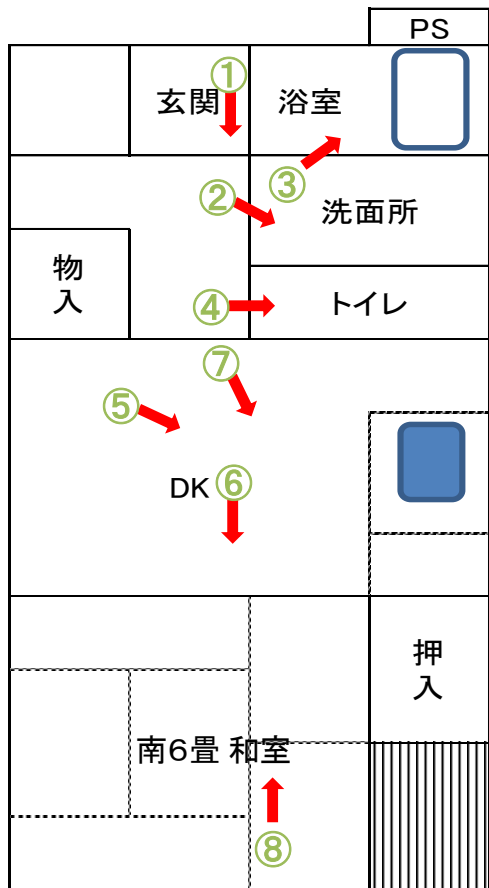 PS
①
玄関
浴室
③
②
洗面所
物
入
④
トイレ
⑦
⑤
DK
⑥
押
入
南6畳 和室
⑧